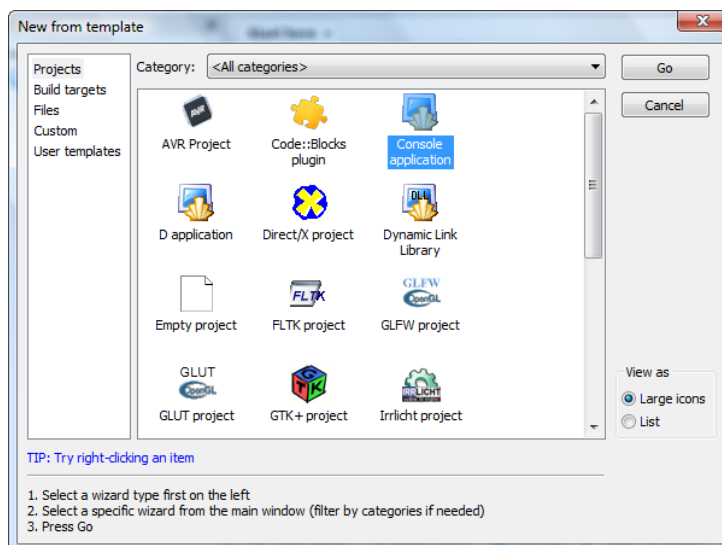 New from template
Projects
Build targets
Files
Custom
User templates
Category: <All categories>
Go
Cancel
AVR
AVR Project
Code::Blocks
plugin
Console
application
D application
Direct/X project
DLL
Dynamic Link
Library
Empty project
FLTK
FLTK project
GLFW
OpenGL
GLFW project
GLUT
OpenGL
GLUT project
GTK
GTK+ project
IRRLICHT
Irrlicht project
View as
Large icons
List
TIP: Try right-clicking an item
1. Select a wizard type first on the left
2. Select a specific wizard from the main window (filter by categories if needed)
3. Press Go